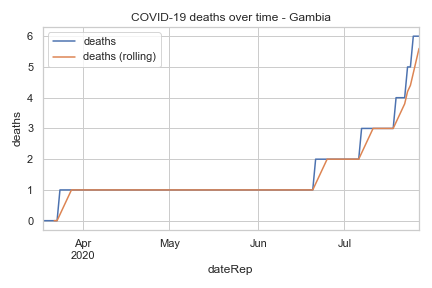 COVID-19 deaths over time - Gambia
deaths
deaths (rolling)
6
5
4
3
2
1
0
deaths
Apr
2020
May
Jun
Jul
dateRep